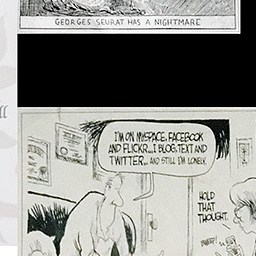 GEORGES SEURAT HAS A NIGHTMARE
I'M ON MYSPACE, FACEBOOK
AND FLICKR...I BLOG, TEXT AND
TWITTER... AND STILL I'M LONELY.
HOLD
THAT
THOUGHT.